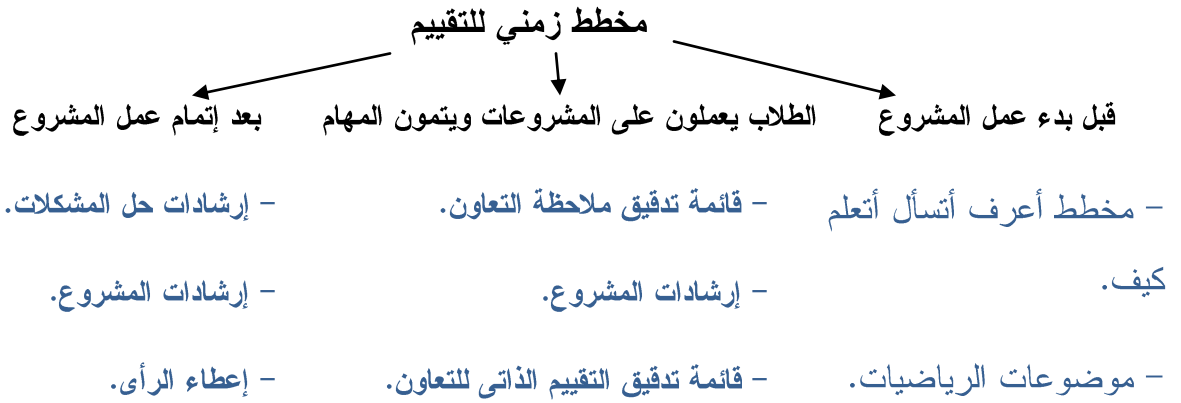 مخطط زمني للتقييم
قبل بدء عمل المشروع
الطلاب يعملون على المشروعات ويتمون المهام
بعد إتمام عمل المشروع
- مخطط أعرف أتسأل أتعلم
كيف.
- موضوعات الرياضيات.
- قائمة تدقيق ملاحظة التعاون.
- إرشادات المشروع.
- قائمة تدقيق التقييم الذاتى للتعاون.
- إرشادات حل المشكلات.
- إرشادات المشروع.
- إعطاء الرأى.